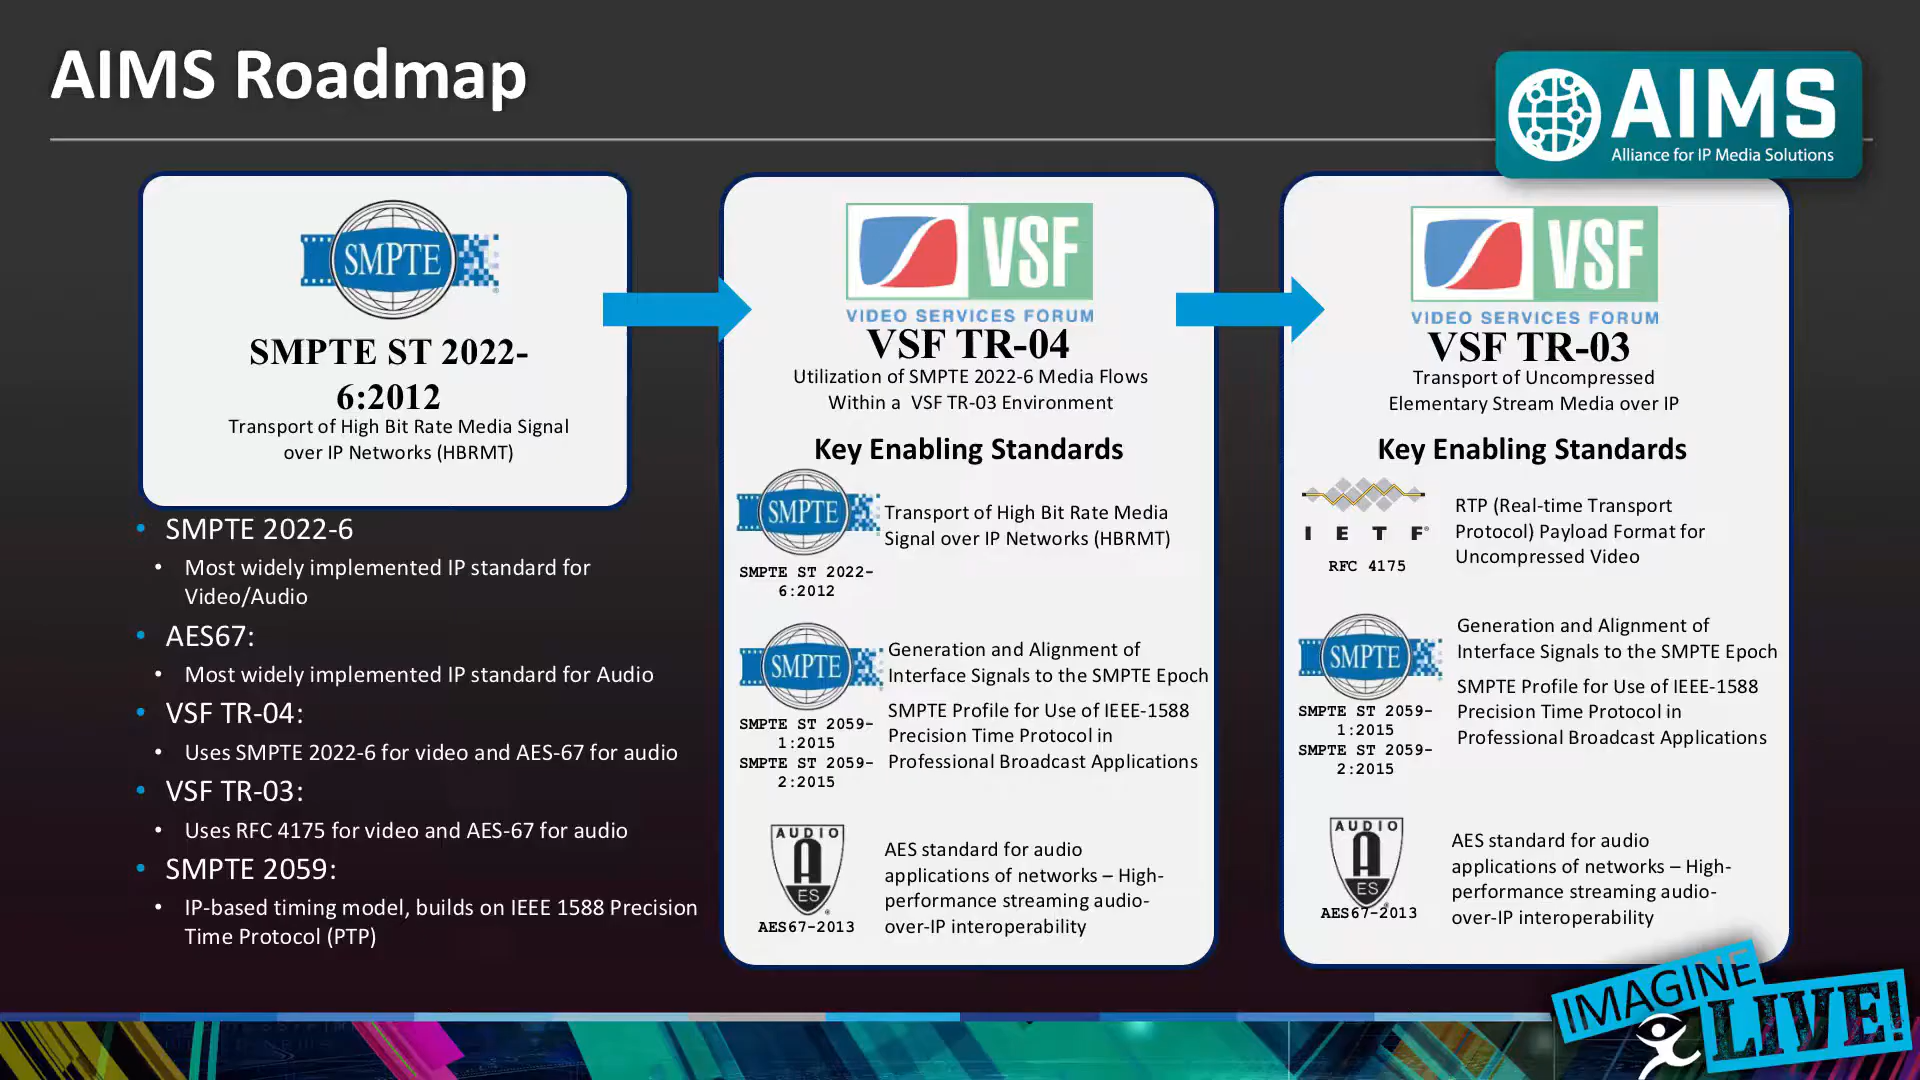 AIMS Roadmap
AIMS
Alliance for IP Media Solutions
SMPTE
SMPTE ST 2022-
6:2012
Transport of High Bit Rate Media Signal
over IP Networks (HBRMT)
• SMPTE 2022-6
• Most widely implemented IP standard for
Video/Audio
• AES67:
• Most widely implemented IP standard for Audio
• VSF TR-04:
• Uses SMPTE 2022-6 for video and AES-67 for audio
• VSF TR-03:
• Uses RFC 4175 for video and AES-67 for audio
• SMPTE 2059:
• IP-based timing model, builds on IEEE 1588 Precision
Time Protocol (PTP)
VSF
VIDEO SERVICES FORUM
VSF TR-04
Utilization of SMPTE 2022-6 Media Flows
Within a VSF TR-03 Environment
Key Enabling Standards
SMPTE
SMPTE ST 2022-
6:2012
Transport of High Bit Rate Media
Signal over IP Networks (HBRMT)
SMPTE
SMPTE ST 2059-
1:2015
SMPTE ST 2059-
2:2015
Generation and Alignment of
Interface Signals to the SMPTE Epoch
SMPTE Profile for Use of IEEE-1588
Precision Time Protocol in
Professional Broadcast Applications
AUDIO
A
ES
AES67-2013
AES standard for audio
applications of networks – High-
performance streaming audio-
over-IP interoperability
VSF
VIDEO SERVICES FORUM
VSF TR-03
Transport of Uncompressed
Elementary Stream Media over IP
Key Enabling Standards
I E T F®
RFC 4175
RTP (Real-time Transport
Protocol) Payload Format for
Uncompressed Video
SMPTE
SMPTE ST 2059-
1:2015
SMPTE ST 2059-
2:2015
Generation and Alignment of
Interface Signals to the SMPTE Epoch
SMPTE Profile for Use of IEEE-1588
Precision Time Protocol in
Professional Broadcast Applications
AUDIO
A
ES
AES67-2013
AES standard for audio
applications of networks – High-
performance streaming audio-
over-IP interoperability
IMAGINE
LIVE!